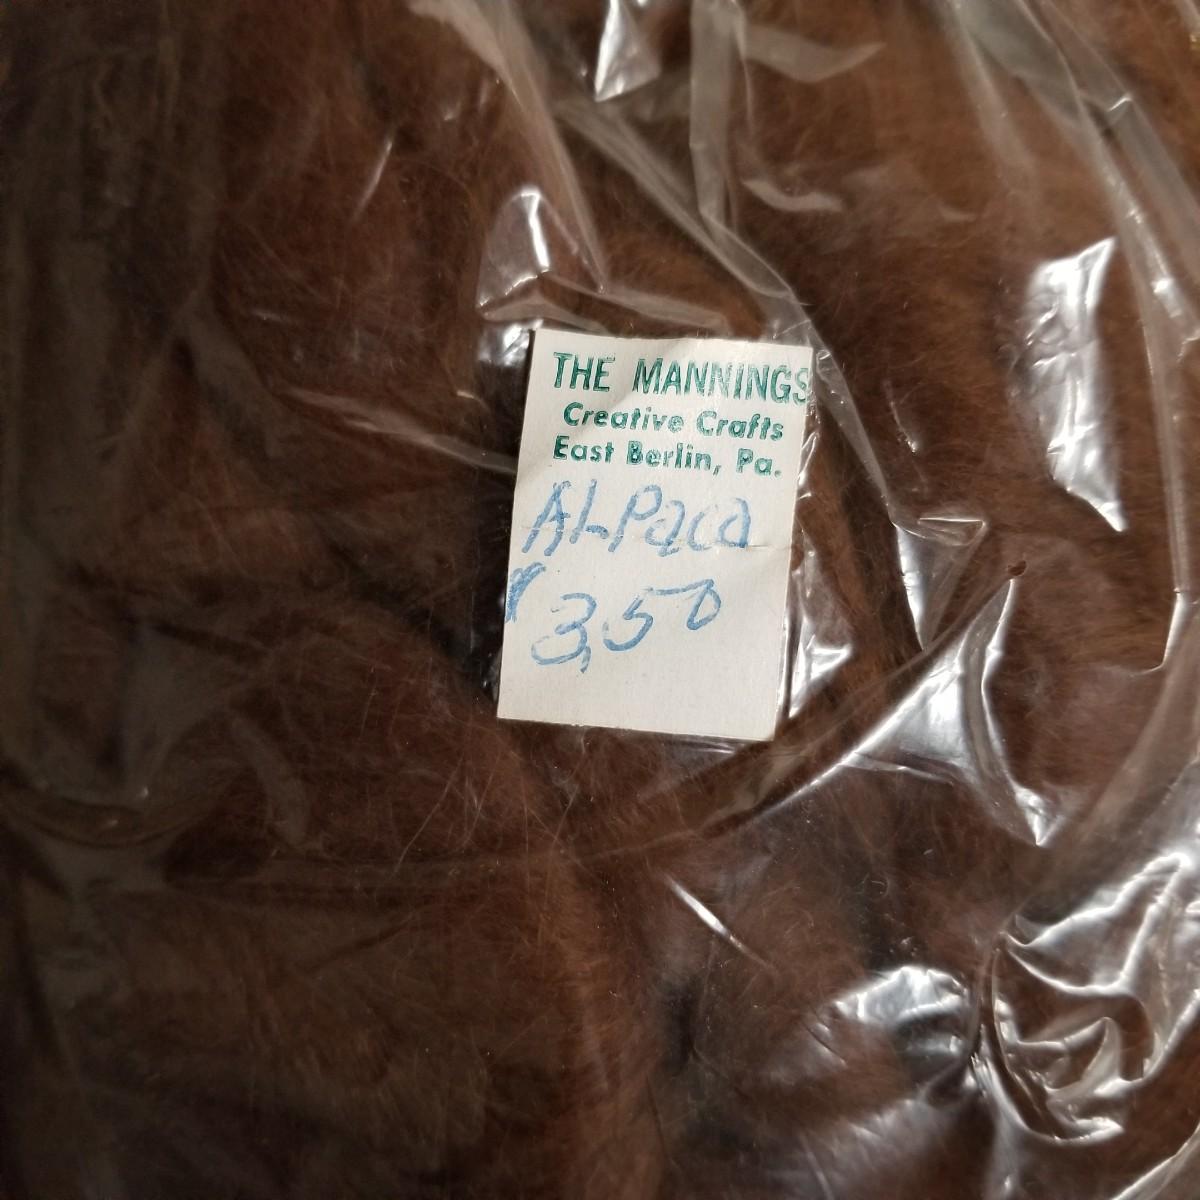 THE MANNINGS
Creative Crafts
East Berlin, Pa.
ALPaca
$3.50